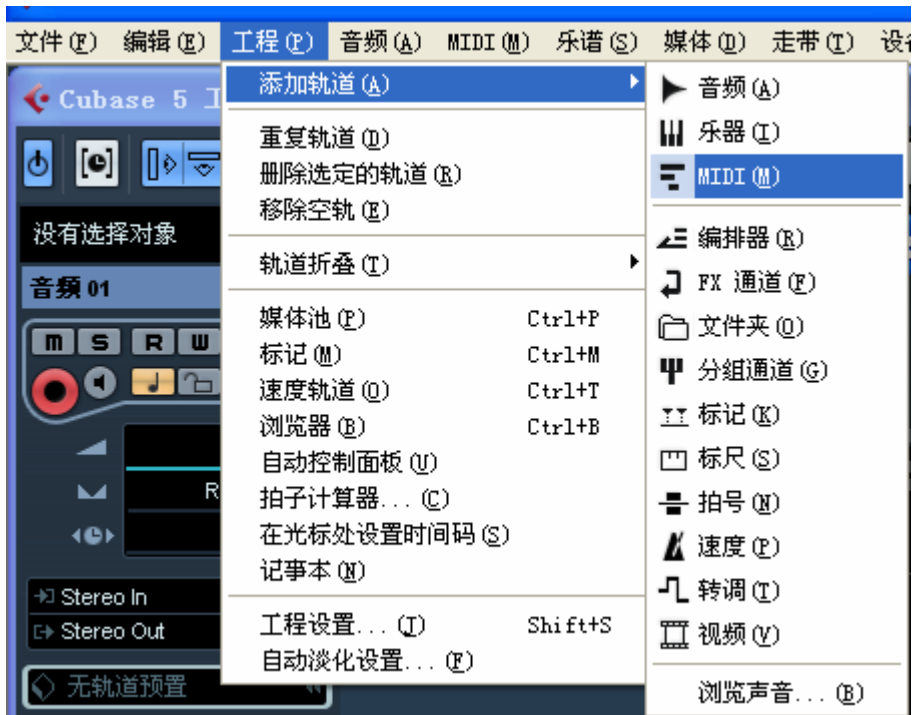 文件(F) 编辑(E) 工程(P) 音频(A) MIDI(M) 乐谱(S) 媒体(D) 走带(T)
Cubase 5
没有选择对象
音频 01
m S R W
R
Stereo In
Stereo Out
无轨道预置
添加轨道(A)
重复轨道(D)
删除选定的轨道(R)
移除空轨(E)
轨道折叠(T)
媒体池(P) Ctrl+P
标记(M) Ctrl+M
速度轨道(O) Ctrl+T
浏览器(B) Ctrl+B
自动控制面板(U)
拍子计算器...(C)
在光标处设置时间码(S)
记事本(N)
工程设置...(J) Shift+S
自动淡化设置...(F)
音频(A)
乐器(I)
MIDI(M)
编排器(R)
FX 通道(F)
文件夹(O)
分组通道(G)
标记(K)
标尺(S)
拍号(N)
速度(P)
转调(T)
视频(V)
浏览声音...(B)